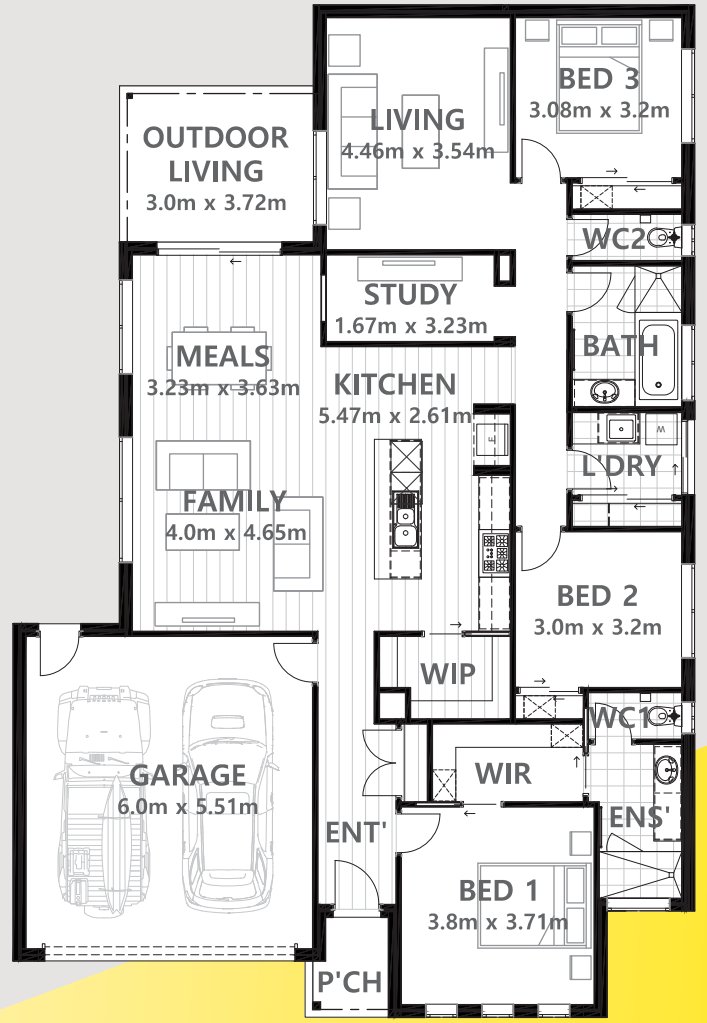 BED 3
3.08m x 3.2m
LIVING
4.46m x 3.54m
OUTDOOR
LIVING
3.0m x 3.72m
WC2
STUDY
1.67m x 3.23m
BATH
MEALS
3.23m x 3.63m
KITCHEN
5.47m x 2.61m
F
W
L'DRY
FAMILY
4.0m x 4.65m
BED 2
3.0m x 3.2m
WIP
WC1
GARAGE
6.0m x 5.51m
WIR
ENT'
ENS'
BED 1
3.8m x 3.71m
P'CH